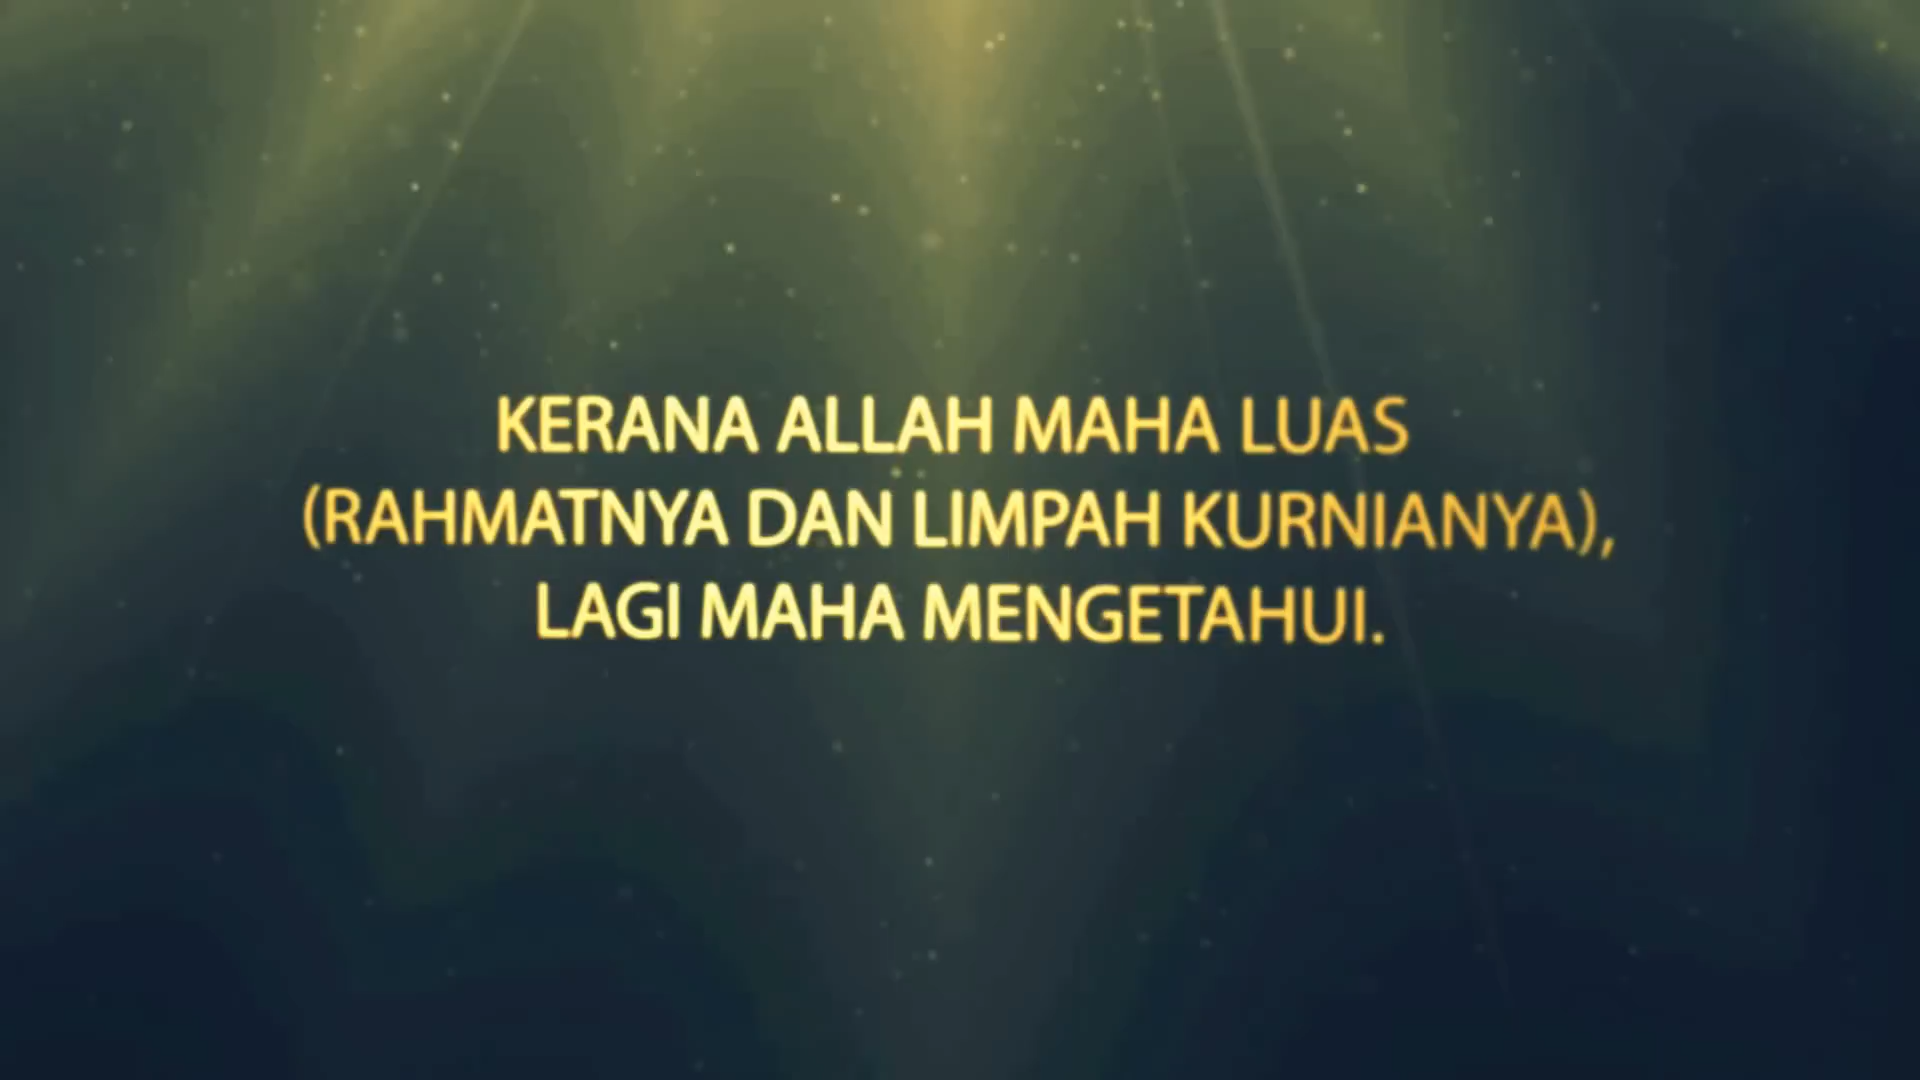 KERANA ALLAH MAHA LUAS
(RAHMATNYA DAN LIMPAH KURNIANYA),
LAGI MAHA MENGETAHUI.